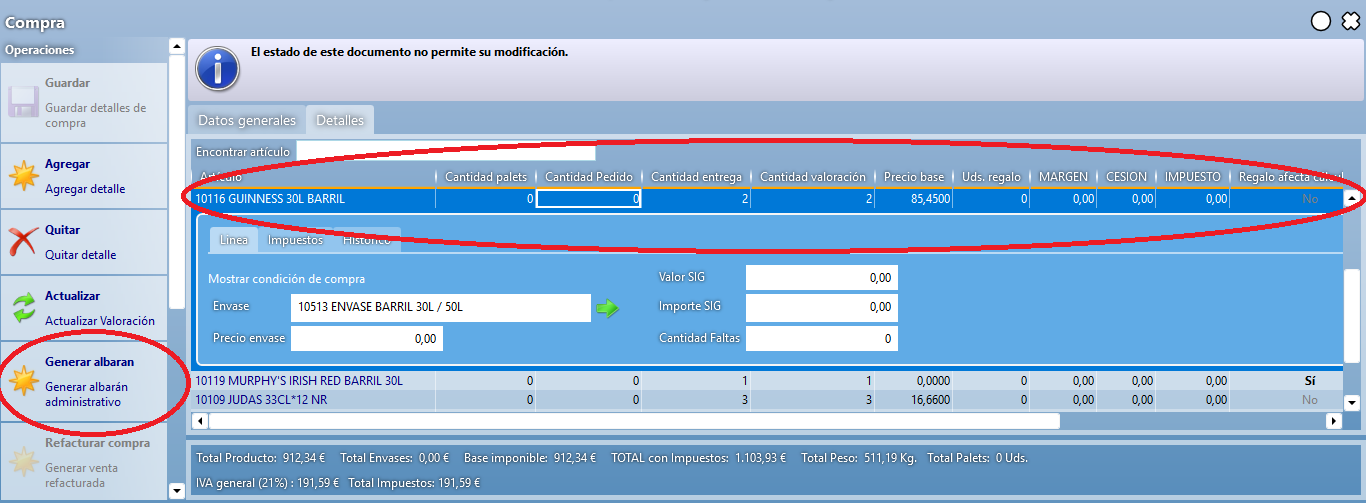 Compra
Operaciones
Guardar
Guardar detalles de
compra
Agregar
Agregar detalle
Quitar
Quitar detalle
Actualizar
Actualizar Valoración
Generar albaran
Generar albarán
administrativo
Refacturar compra
Generar venta
refacturada
El estado de este documento no permite su modificación.
Datos generales Detalles
Encontrar artículo
Artículo Cantidad palets Cantidad Pedido Cantidad entrega Cantidad valoración Precio base Uds. regalo MARGEN CESION IMPUESTO Regalo afecta cálcul
10116 GUINNESS 30L BARRIL 0 0 2 2 85,4500 0 0,00 0,00 0,00 No
Línea Impuestos Histórico
Mostrar condición de compra Valor SIG 0,00
Envase 10513 ENVASE BARRIL 30L / 50L Importe SIG 0,00
Precio envase 0,00 Cantidad Faltas 0
10119 MURPHY'S IRISH RED BARRIL 30L 0 0 1 1 0,0000 0 0,00 0,00 0,00 Sí
10109 JUDAS 33CL*12 NR 0 0 3 3 16,6600 0 0,00 0,00 0,00 No
Total Producto: 912,34 € Total Envases: 0,00 € Base imponible: 912,34 € TOTAL con Impuestos: 1.103,93 € Total Peso: 511,19 Kg. Total Palets: 0 Uds.
IVA general (21%) : 191,59 € Total Impuestos: 191,59 €